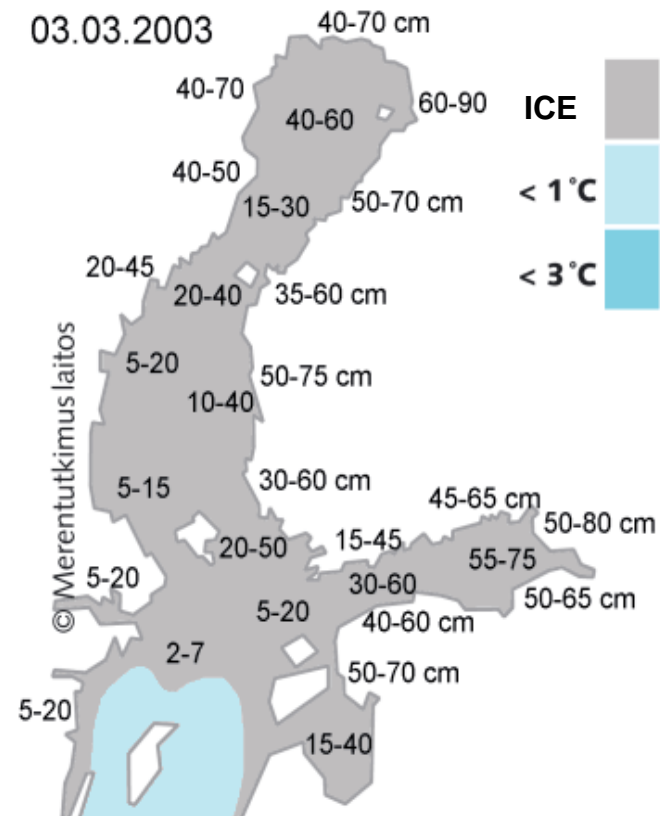 03.03.2003
40-70 cm
40-70
60-90
ICE
40-60
40-50
< 1°C
15-30
50-70 cm
20-45
< 3°C
20-40
35-60 cm
5-20
50-75 cm
10-40
5-15
30-60 cm
45-65 cm
50-80 cm
20-50
15-45
55-75
5-20
30-60
50-65 cm
5-20
40-60 cm
2-7
50-70 cm
5-20
15-40
© Merentutkimus laitos